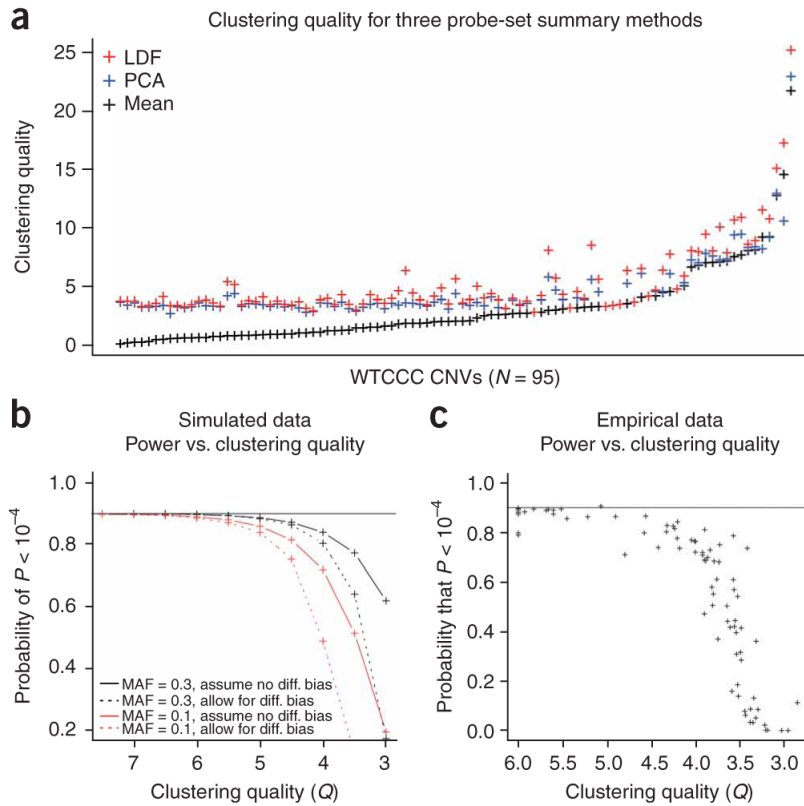 a
Clustering quality for three probe-set summary methods
25
20
15
10
5
0
Clustering quality
LDF
PCA
Mean
WTCCC CNVs (N = 95)
b
Simulated data
Power vs. clustering quality
1.0
0.8
0.6
0.4
0.2
Probability of P < 10⁻⁴
MAF = 0.3, assume no diff. bias
MAF = 0.3, allow for diff. bias
MAF = 0.1, assume no diff. bias
MAF = 0.1, allow for diff. bias
7 6 5 4 3
Clustering quality (Q)
c
Empirical data
Power vs. clustering quality
1.0
0.8
0.6
0.4
0.2
0.0
Probability that P < 10⁻⁴
6.0 5.5 5.0 4.5 4.0 3.5 3.0
Clustering quality (Q)